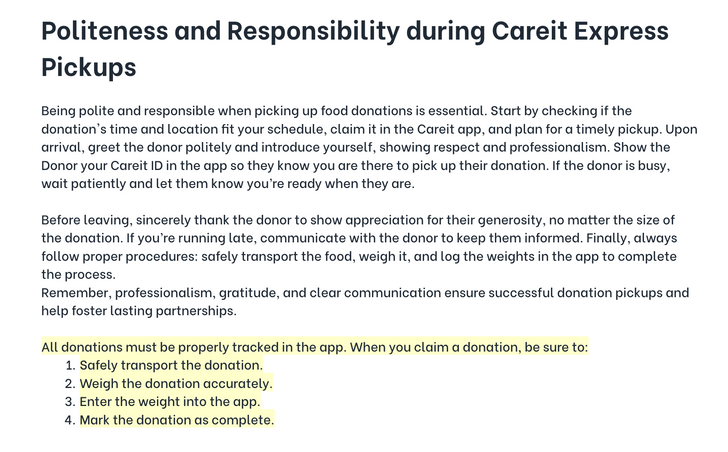 Politeness and Responsibility during Careit Express
Pickups
Being polite and responsible when picking up food donations is essential. Start by checking if the
donation's time and location fit your schedule, claim it in the Careit app, and plan for a timely pickup. Upon
arrival, greet the donor politely and introduce yourself, showing respect and professionalism. Show the
Donor your Careit ID in the app so they know you are there to pick up their donation. If the donor is busy,
wait patiently and let them know you're ready when they are.
Before leaving, sincerely thank the donor to show appreciation for their generosity, no matter the size of
the donation. If you're running late, communicate with the donor to keep them informed. Finally, always
follow proper procedures: safely transport the food, weigh it, and log the weights in the app to complete
the process.
Remember, professionalism, gratitude, and clear communication ensure successful donation pickups and
help foster lasting partnerships.
All donations must be properly tracked in the app. When you claim a donation, be sure to:
1. Safely transport the donation.
2. Weigh the donation accurately.
3. Enter the weight into the app.
4. Mark the donation as complete.